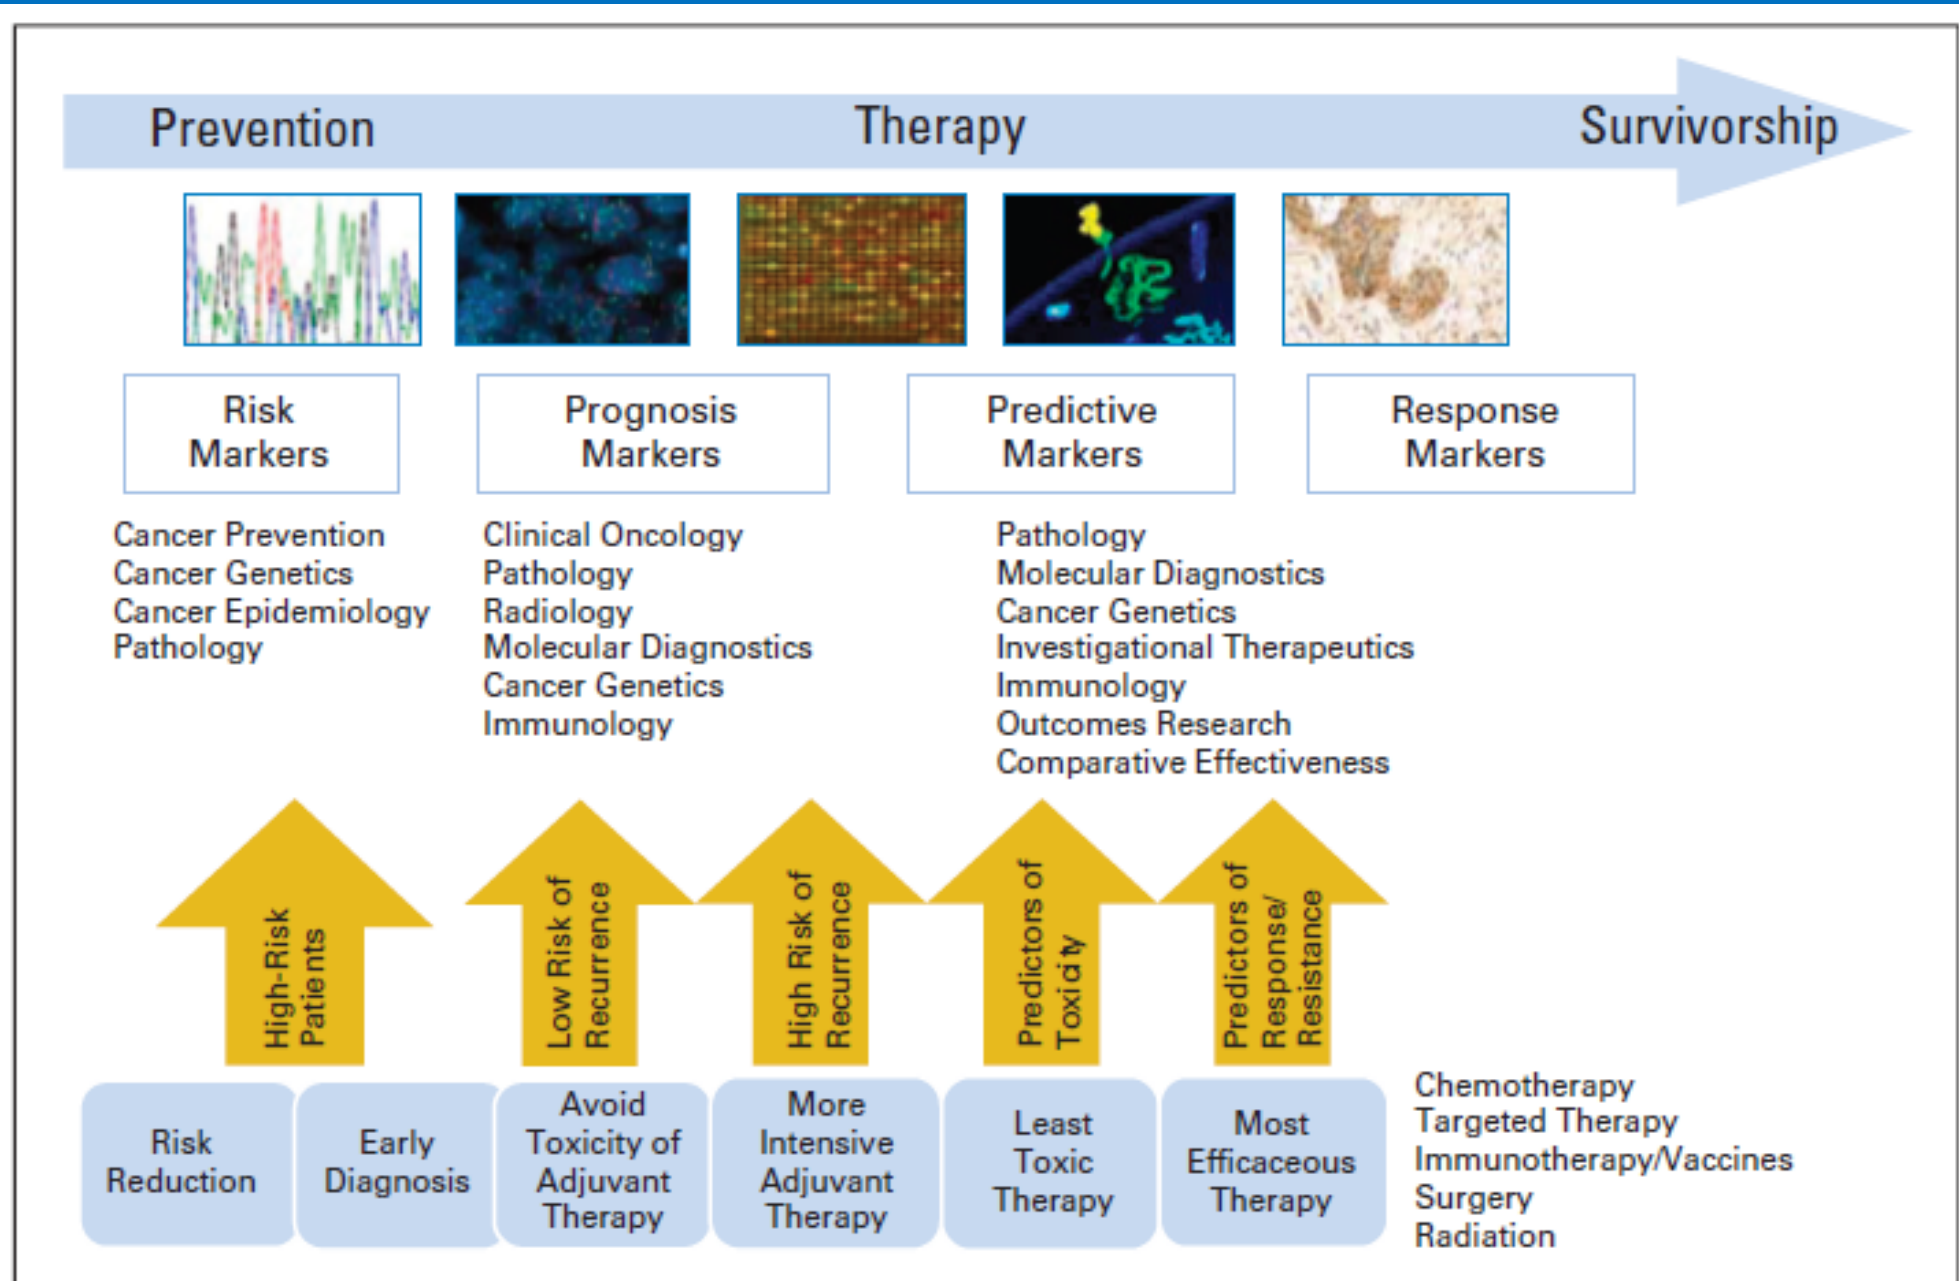 Prevention
Therapy
Survivorship
Risk
Markers
Prognosis
Markers
Predictive
Markers
Response
Markers
Cancer Prevention
Cancer Genetics
Cancer Epidemiology
Pathology
Clinical Oncology
Pathology
Radiology
Molecular Diagnostics
Cancer Genetics
Immunology
Pathology
Molecular Diagnostics
Cancer Genetics
Investigational Therapeutics
Immunology
Outcomes Research
Comparative Effectiveness
High-Risk
Patients
Low Risk of
Recurrence
High Risk of
Recurrence
Predictors of
Toxicity
Predictors of
Response/
Resistance
Risk
Reduction
Early
Diagnosis
Avoid
Toxicity of
Adjuvant
Therapy
More
Intensive
Adjuvant
Therapy
Least
Toxic
Therapy
Most
Efficaceous
Therapy
Chemotherapy
Targeted Therapy
Immunotherapy/Vaccines
Surgery
Radiation